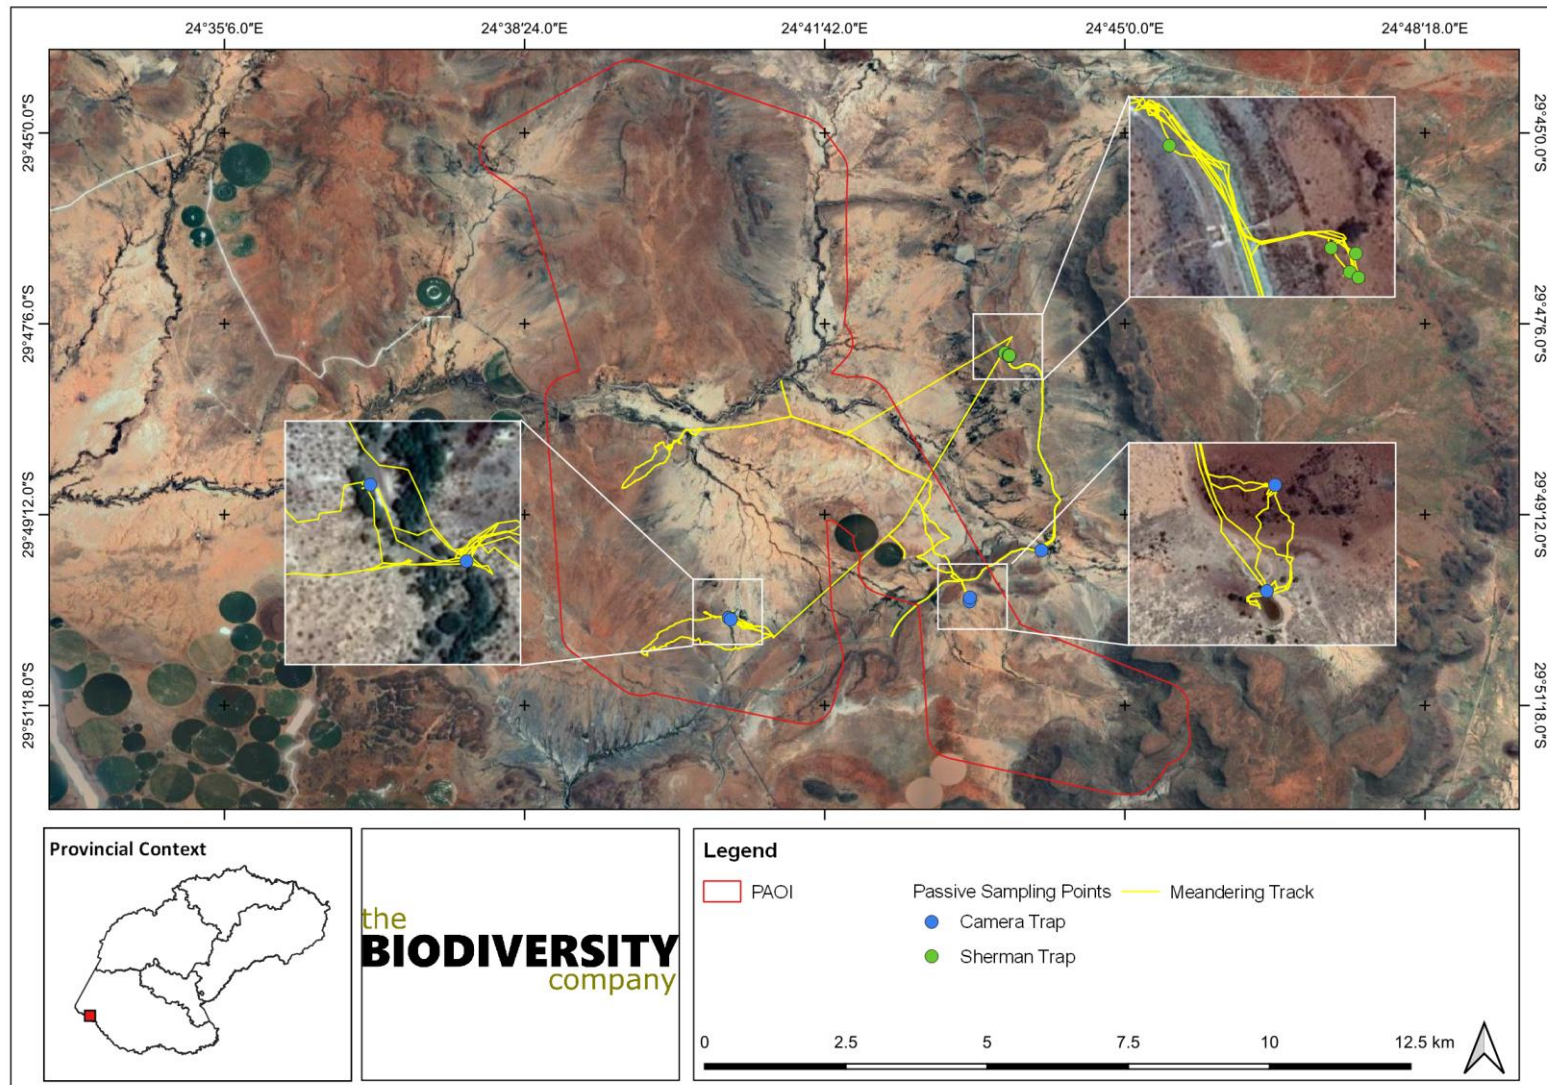 24°35'6.0"E
24°38'24.0"E
24°41'42.0"E
24°45'0.0"E
24°48'18.0"E
29°45'0.0"S
29°45'0.0"S
29°47'6.0"S
29°47'6.0"S
29°49'12.0"S
29°49'12.0"S
29°51'18.0"S
29°51'18.0"S
Provincial Context
the
BIODIVERSITY
company
Legend
PAOI
Passive Sampling Points
Meandering Track
Camera Trap
Sherman Trap
0 2.5 5 7.5 10 12.5 km